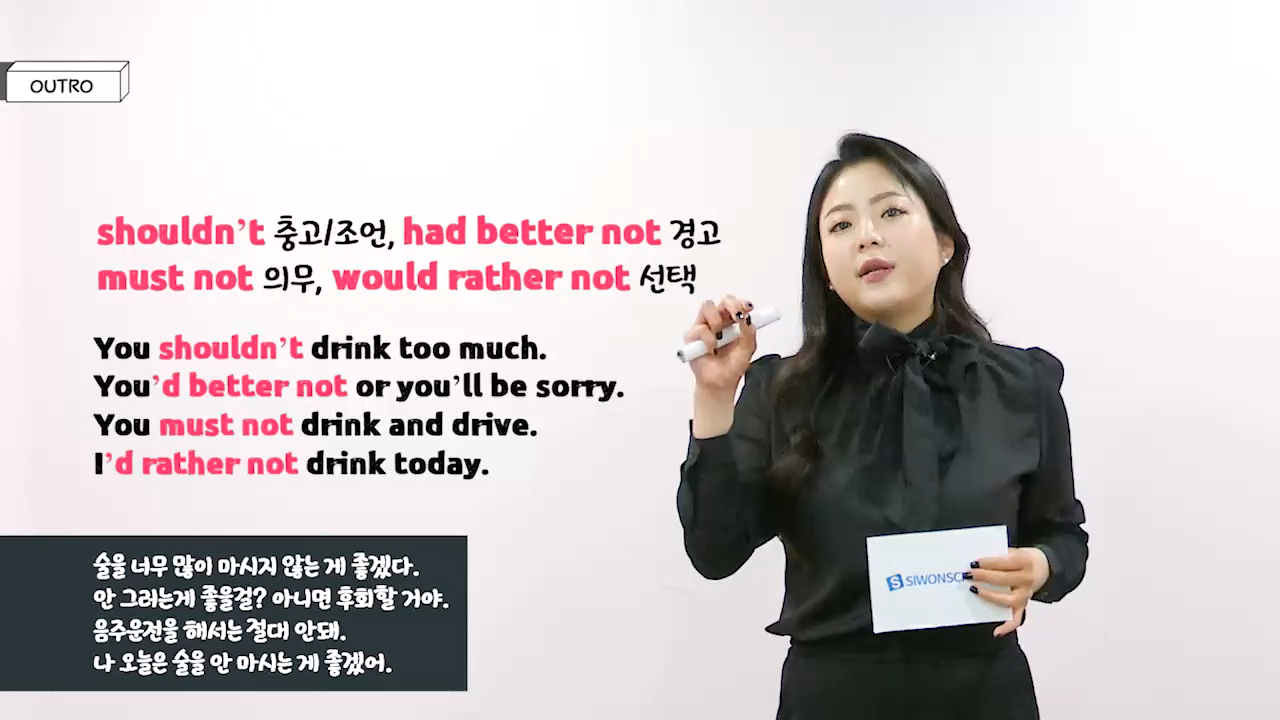 OUTRO
shouldn't 충고/조언, had better not 경고
must not 의무, would rather not 선택
You shouldn't drink too much.
You'd better not or you'll be sorry.
You must not drink and drive.
I'd rather not drink today.
술을 너무 많이 마시지 않는 게 좋겠다.
안 그러는게 좋을걸? 아니면 후회할 거야.
음주운전을 해서는 절대 안돼.
나 오늘은 술을 안 마시는 게 좋겠어.